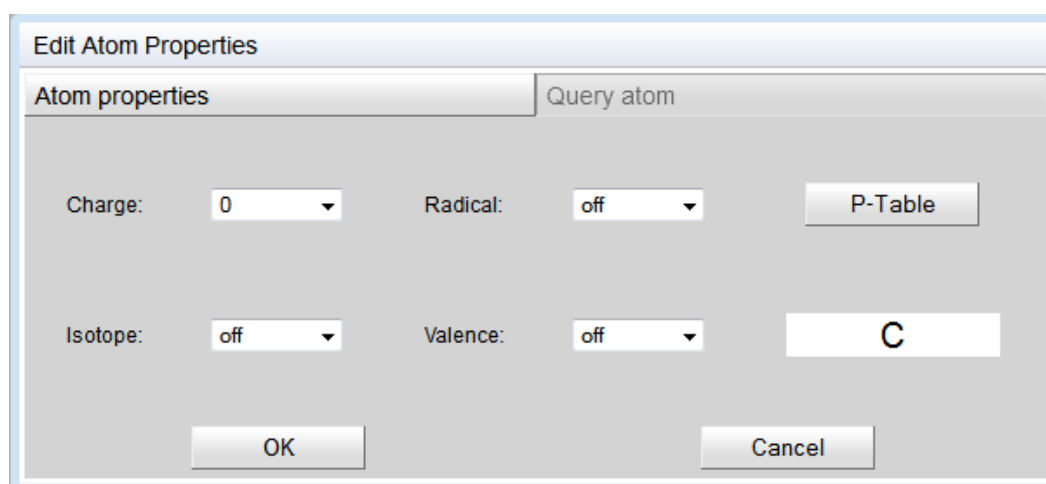 Edit Atom Properties
Atom properties Query atom
Charge: 0 Radical: off P-Table
Isotope: off Valence: off C
OK Cancel